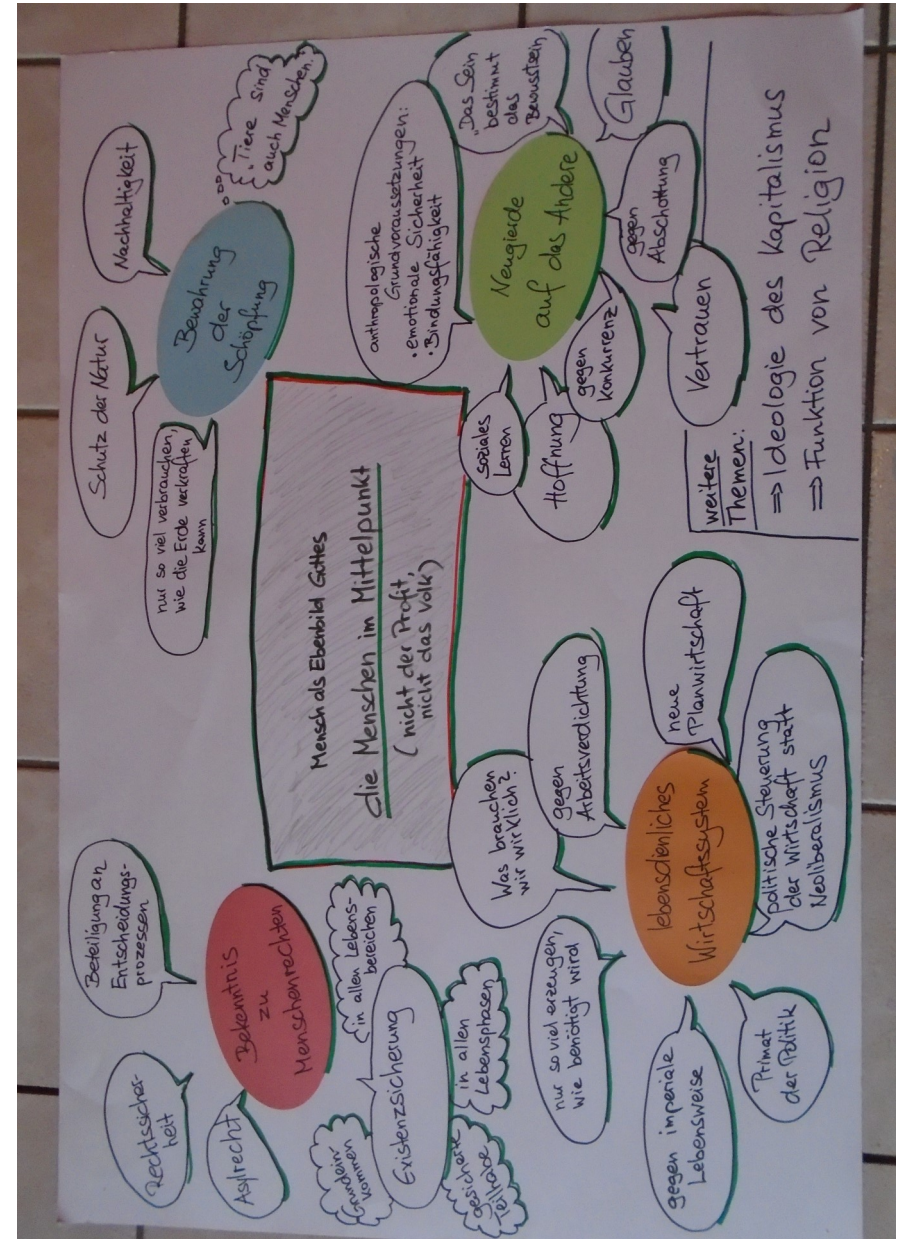 Rechtssicher-
heit
Beteiligung an
Entscheidungs-
prozessen
Asylrecht
Bekenntnis
zu
Menschenrechten
Grundein-
kommen
in allen Lebens-
bereichen
Existenzsicherung
gesicherte
Teilhabe
in allen
Lebensphasen
Schutz der Natur
Nachhaltigkeit
nur so viel verbrauchen,
wie die Erde verkraften
kann
Bewahrung
der
Schöpfung
"Tiere sind
auch Menschen."
Mensch als Ebenbild Gottes
die Menschen im Mittelpunkt
(nicht der Profit,
nicht das Volk)
anthropologische
Grundvoraussetzungen:
• emotionale Sicherheit
• Bindungsfähigkeit
"Das Sein
bestimmt
das
Bewusstsein"
Neugierde
auf das Andere
Glauben
soziales
Lernen
Hoffnung
gegen
Konkurrenz
gegen
Abschottung
Vertrauen
Was brauchen
wir wirklich?
gegen
Arbeitsverdichtung
nur so viel erzeugen,
wie benötigt wird
lebensdienliches
Wirtschaftssystem
neue
Planwirtschaft
gegen imperiale
Lebensweise
Primat
der Politik
politische Steuerung
der Wirtschaft statt
Neoliberalismus
weitere
Themen:
⇒ Ideologie des Kapitalismus
⇒ Funktion von Religion